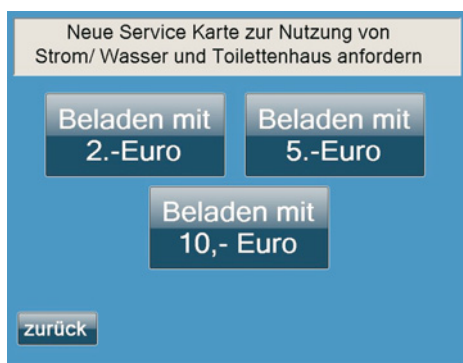 Neue Service Karte zur Nutzung von
Strom/ Wasser und Toilettenhaus anfordern
Beladen mit
2.-Euro
Beladen mit
5.-Euro
Beladen mit
10,- Euro
zurück